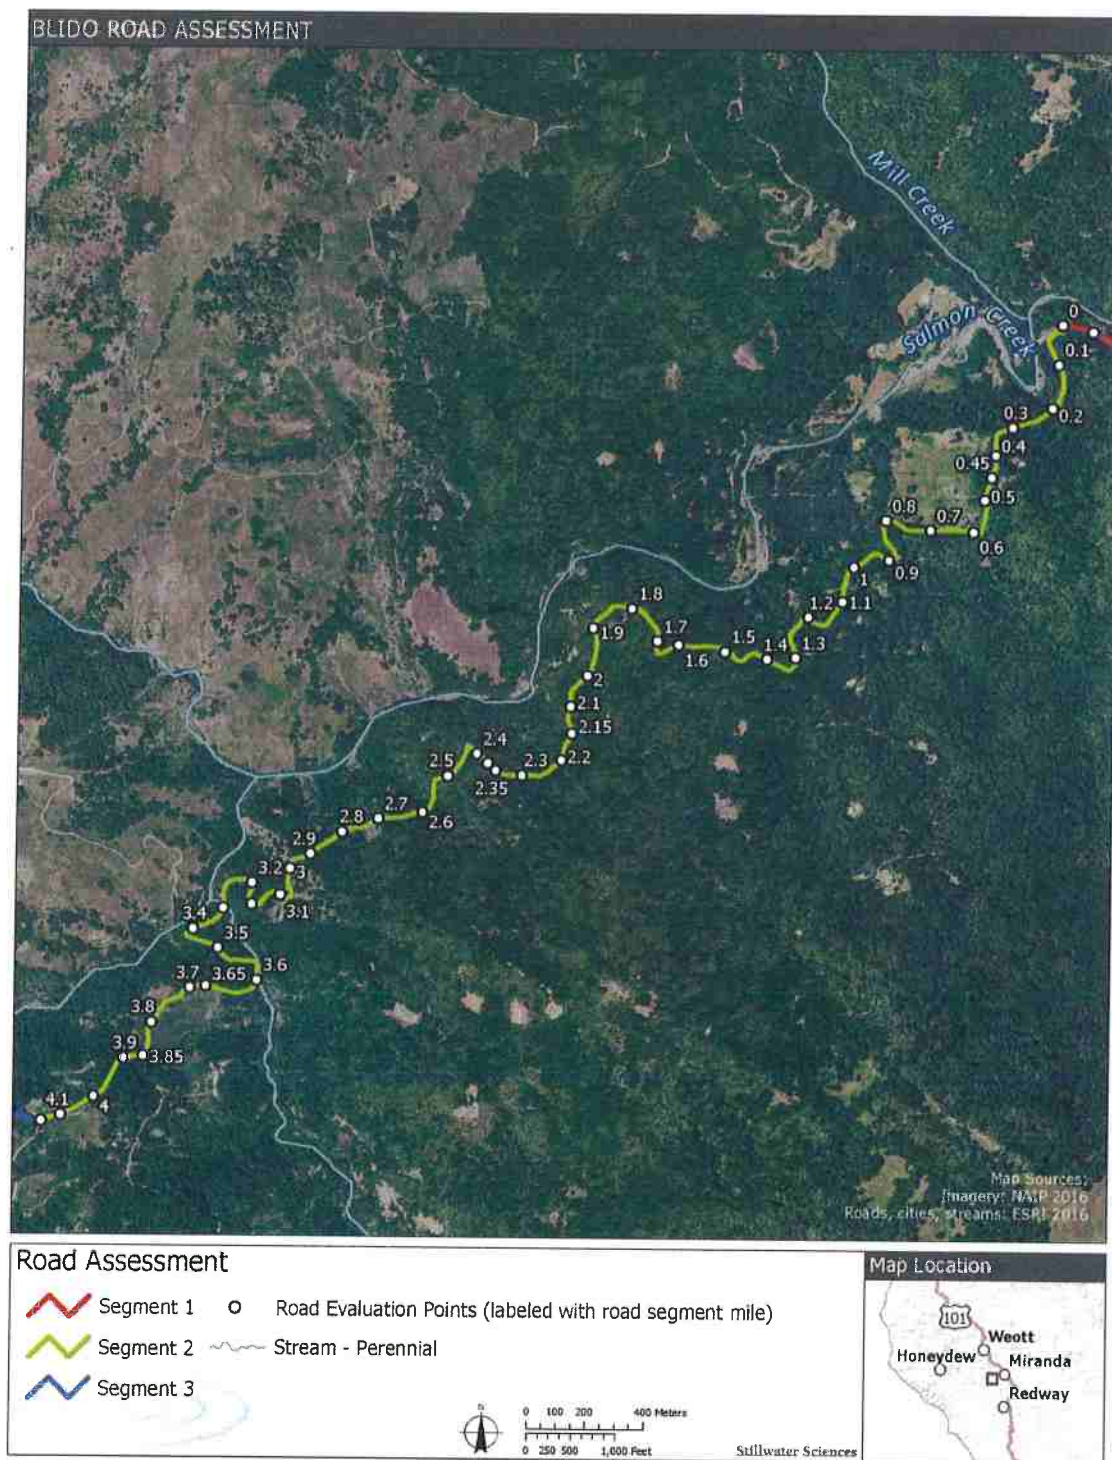 BLIDO ROAD ASSESSMENT
Mill Creek
Salmon Creek
0
0.1
0.2
0.3
0.4
0.45
0.5
0.6
0.7
0.8
0.9
1
1.1
1.2
1.3
1.4
1.5
1.6
1.7
1.8
1.9
2
2.1
2.15
2.2
2.3
2.35
2.4
2.5
2.6
2.7
2.8
2.9
3
3.1
3.2
3.4
3.5
3.6
3.65
3.7
3.8
3.85
3.9
4
4.1
Map Sources:
Imagery: NAIP 2016
Roads, cities, streams: ESRI 2016
Road Assessment
Segment 1
Road Evaluation Points (labeled with road segment mile)
Segment 2
Stream - Perennial
Segment 3
N
0 100 200 400 Meters
0 250 500 1,000 Feet
Stillwater Sciences
Map Location
101
Weott
Honeydew
Miranda
Redway